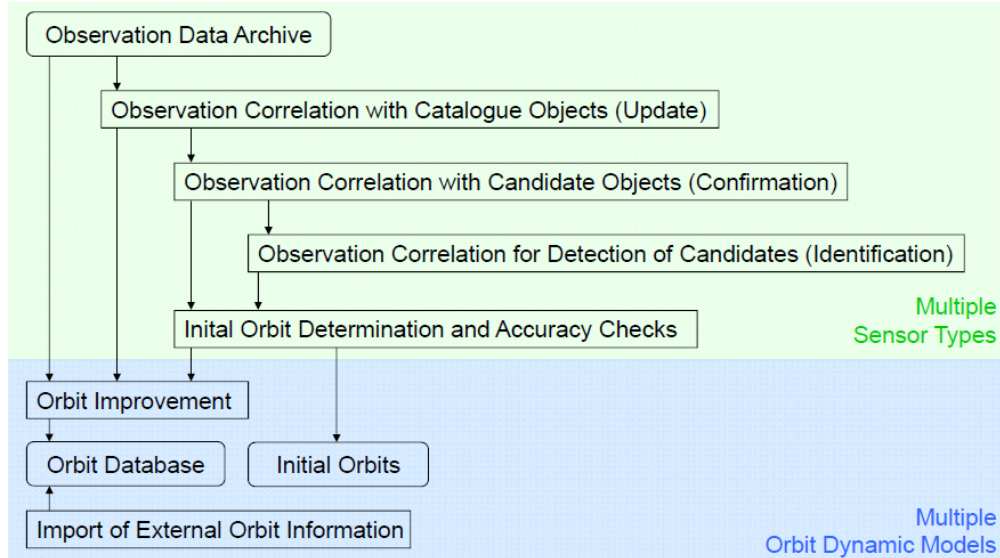 Observation Data Archive
Observation Correlation with Catalogue Objects (Update)
Observation Correlation with Candidate Objects (Confirmation)
Observation Correlation for Detection of Candidates (Identification)
Multiple
Sensor Types
Inital Orbit Determination and Accuracy Checks
Orbit Improvement
Orbit Database
Initial Orbits
Import of External Orbit Information
Multiple
Orbit Dynamic Models